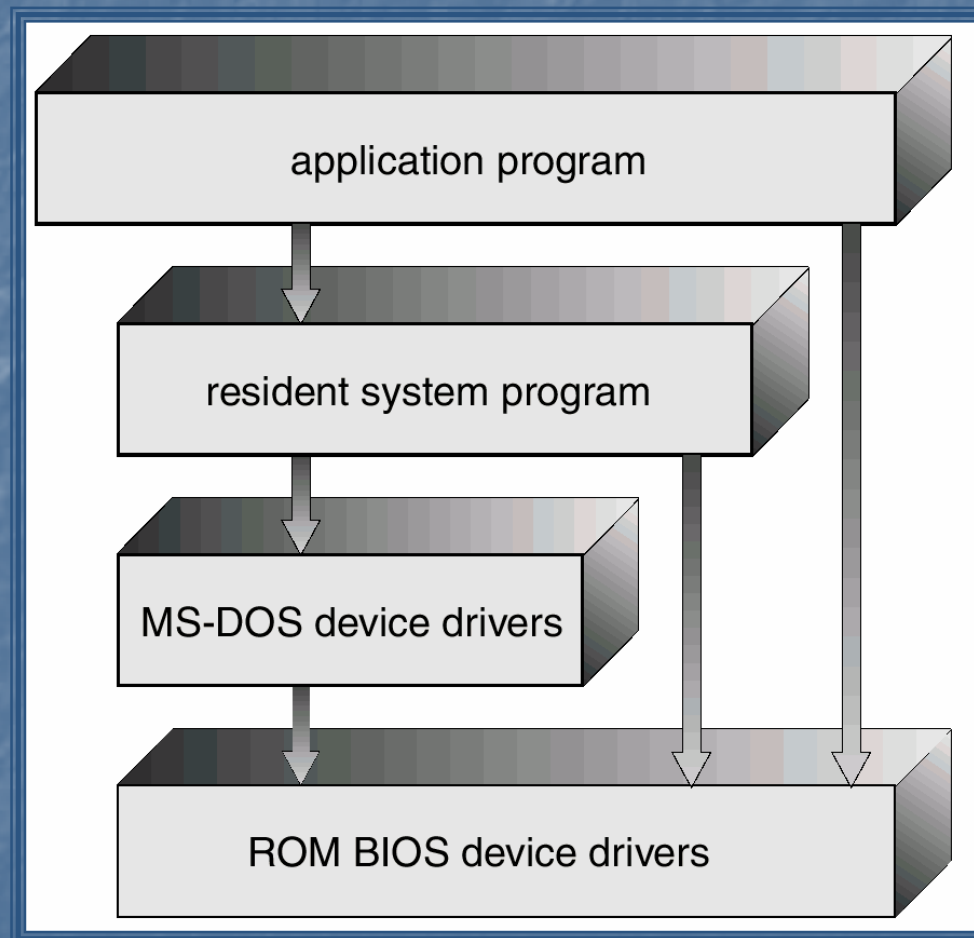 application program
resident system program
MS-DOS device drivers
ROM BIOS device drivers